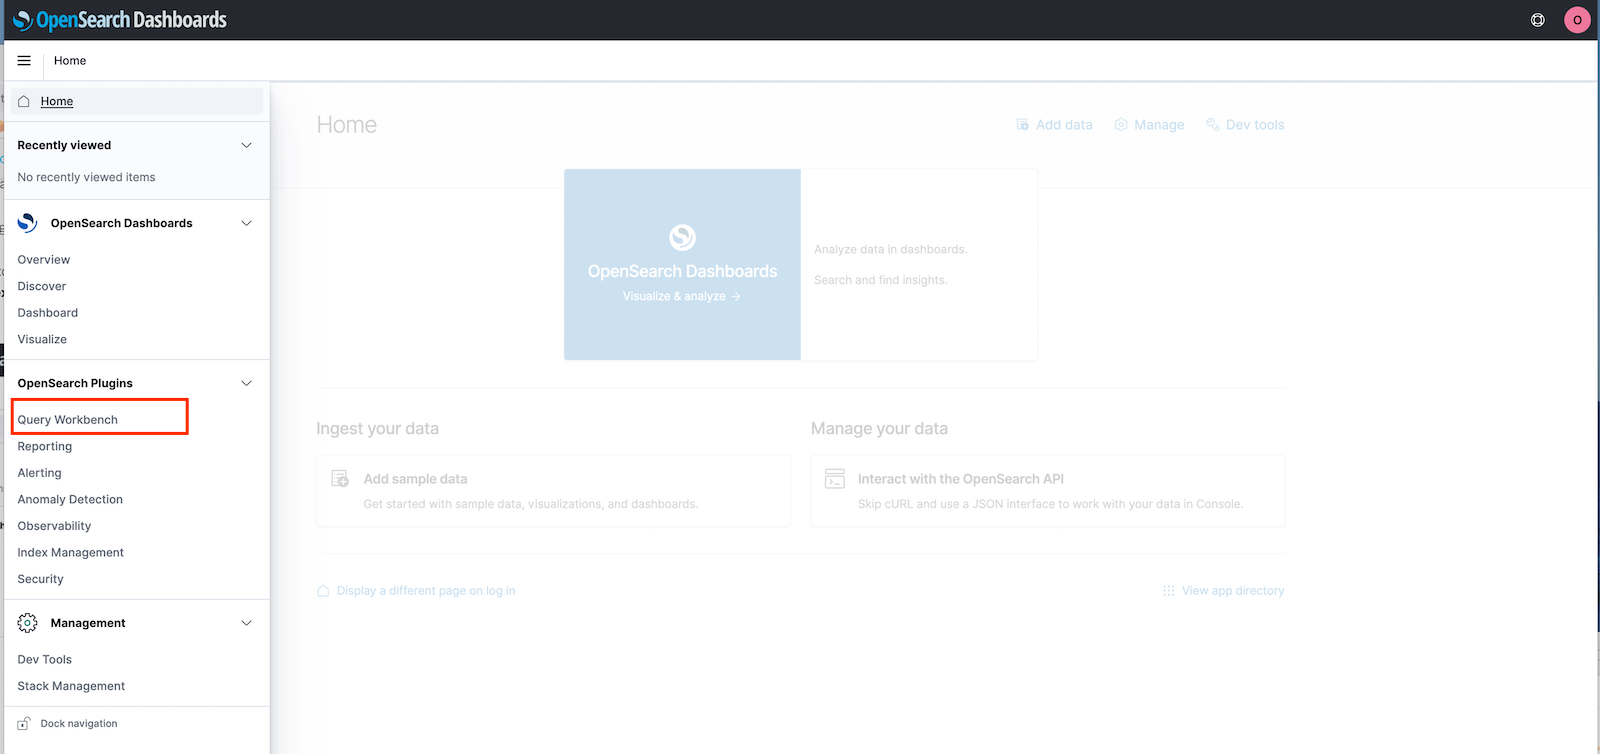 OpenSearch Dashboards
O
Home
Home
Recently viewed
No recently viewed items
OpenSearch Dashboards
Overview
Discover
Dashboard
Visualize
OpenSearch Plugins
Query Workbench
Reporting
Alerting
Anomaly Detection
Observability
Index Management
Security
Management
Dev Tools
Stack Management
Dock navigation
Home
Add data
Manage
Dev tools
OpenSearch Dashboards
Visualize & analyze →
Analyze data in dashboards.
Search and find insights.
Ingest your data
Add sample data
Get started with sample data, visualizations, and dashboards.
Manage your data
Interact with the OpenSearch API
Skip cURL and use a JSON interface to work with your data in Console.
Display a different page on log in
View app directory